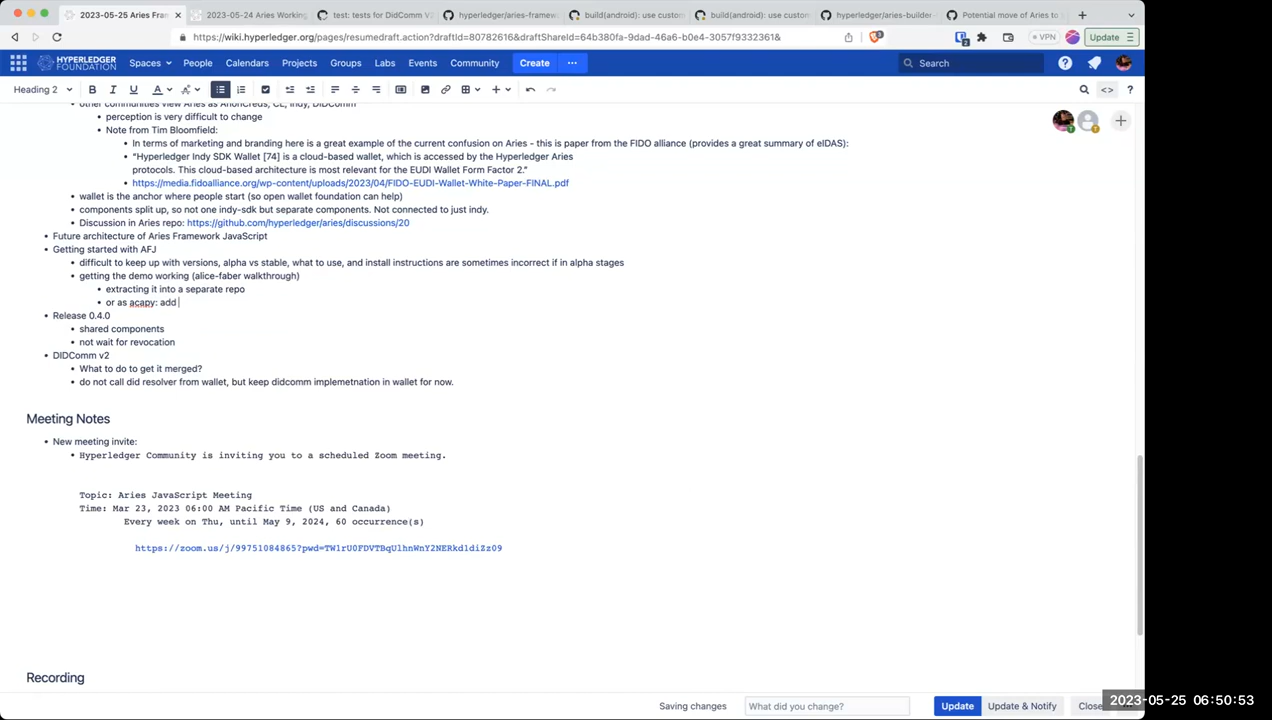 2023-05-25 Aries Fra
2023-05-24 Aries Working
test: tests for DidComm V
hyperledger/aries-framew
build(android): use custom
build(android): use custom
hyperledger/aries-builder-
Potential move of Aries to
https://wiki.hyperledger.org/pages/resumedraft.action?draftId=80782616&draftShareId=64b380fa-9dad-46a6-b0e4-3057f9332361&
VPN
Update
HYPERLEDGER FOUNDATION
Spaces
People
Calendars
Projects
Groups
Labs
Events
Community
Create
Search
Heading 2
B I U A
other communities view Aries as AnonCreds, CL, Indy, DIDComm
perception is very difficult to change
Note from Tim Bloomfield:
In terms of marketing and branding here is a great example of the current confusion on Aries - this is paper from the FIDO alliance (provides a great summary of eIDAS):
"Hyperledger Indy SDK Wallet [74] is a cloud-based wallet, which is accessed by the Hyperledger Aries
protocols. This cloud-based architecture is most relevant for the EUDI Wallet Form Factor 2."
https://media.fidoalliance.org/wp-content/uploads/2023/04/FIDO-EUDI-Wallet-White-Paper-FINAL.pdf
wallet is the anchor where people start (so open wallet foundation can help)
components split up, so not one indy-sdk but separate components. Not connected to just indy.
Discussion in Aries repo: https://github.com/hyperledger/aries/discussions/20
Future architecture of Aries Framework JavaScript
Getting started with AFJ
difficult to keep up with versions, alpha vs stable, what to use, and install instructions are sometimes incorrect if in alpha stages
getting the demo working (alice-faber walkthrough)
extracting it into a separate repo
or as acapy: add
Release 0.4.0
shared components
not wait for revocation
DIDComm v2
What to do to get it merged?
do not call did resolver from wallet, but keep didcomm implemetnation in wallet for now.
Meeting Notes
New meeting invite:
Hyperledger Community is inviting you to a scheduled Zoom meeting.
Topic: Aries JavaScript Meeting
Time: Mar 23, 2023 06:00 AM Pacific Time (US and Canada)
Every week on Thu, until May 9, 2024, 60 occurrence(s)
https://zoom.us/j/99751084865?pwd=TW1rU0FDVTBqUlhnWnY2NERkd1diZz09
Recording
Saving changes
What did you change?
Update
Update & Notify
Close
2023-05-25 06:50:53